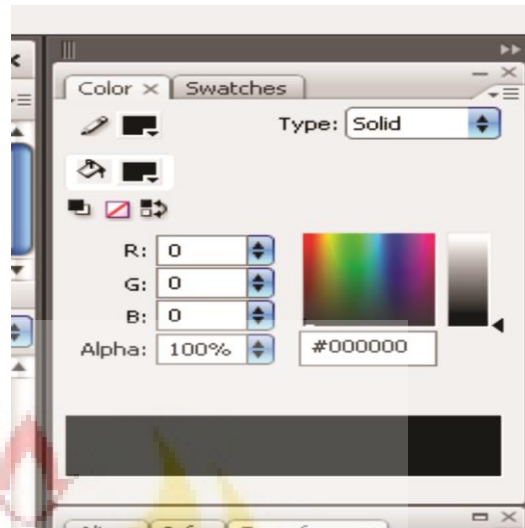 Color × Swatches
Type: Solid
R: 0
G: 0
B: 0
Alpha: 100% #000000